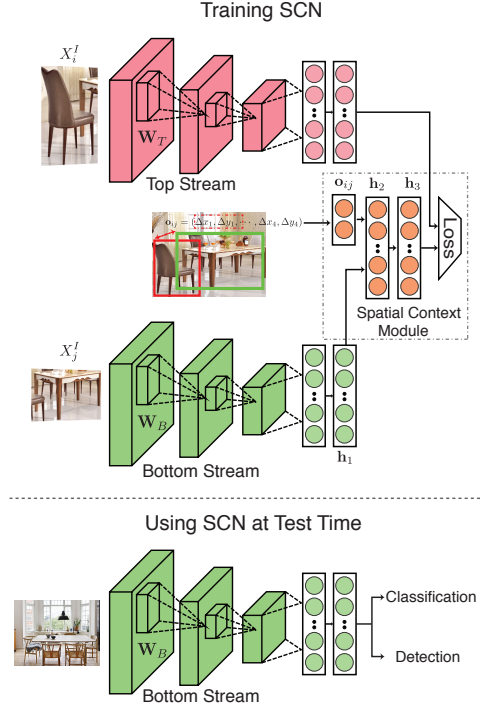 Training SCN
X_i^I
W_T
Top Stream
o_ij = (Δx_1, Δy_1, ···, Δx_4, Δy_4)
o_ij
h_2
h_3
Loss
Spatial Context
Module
X_j^I
W_B
Bottom Stream
h_1
Using SCN at Test Time
W_B
Classification
Detection
Bottom Stream